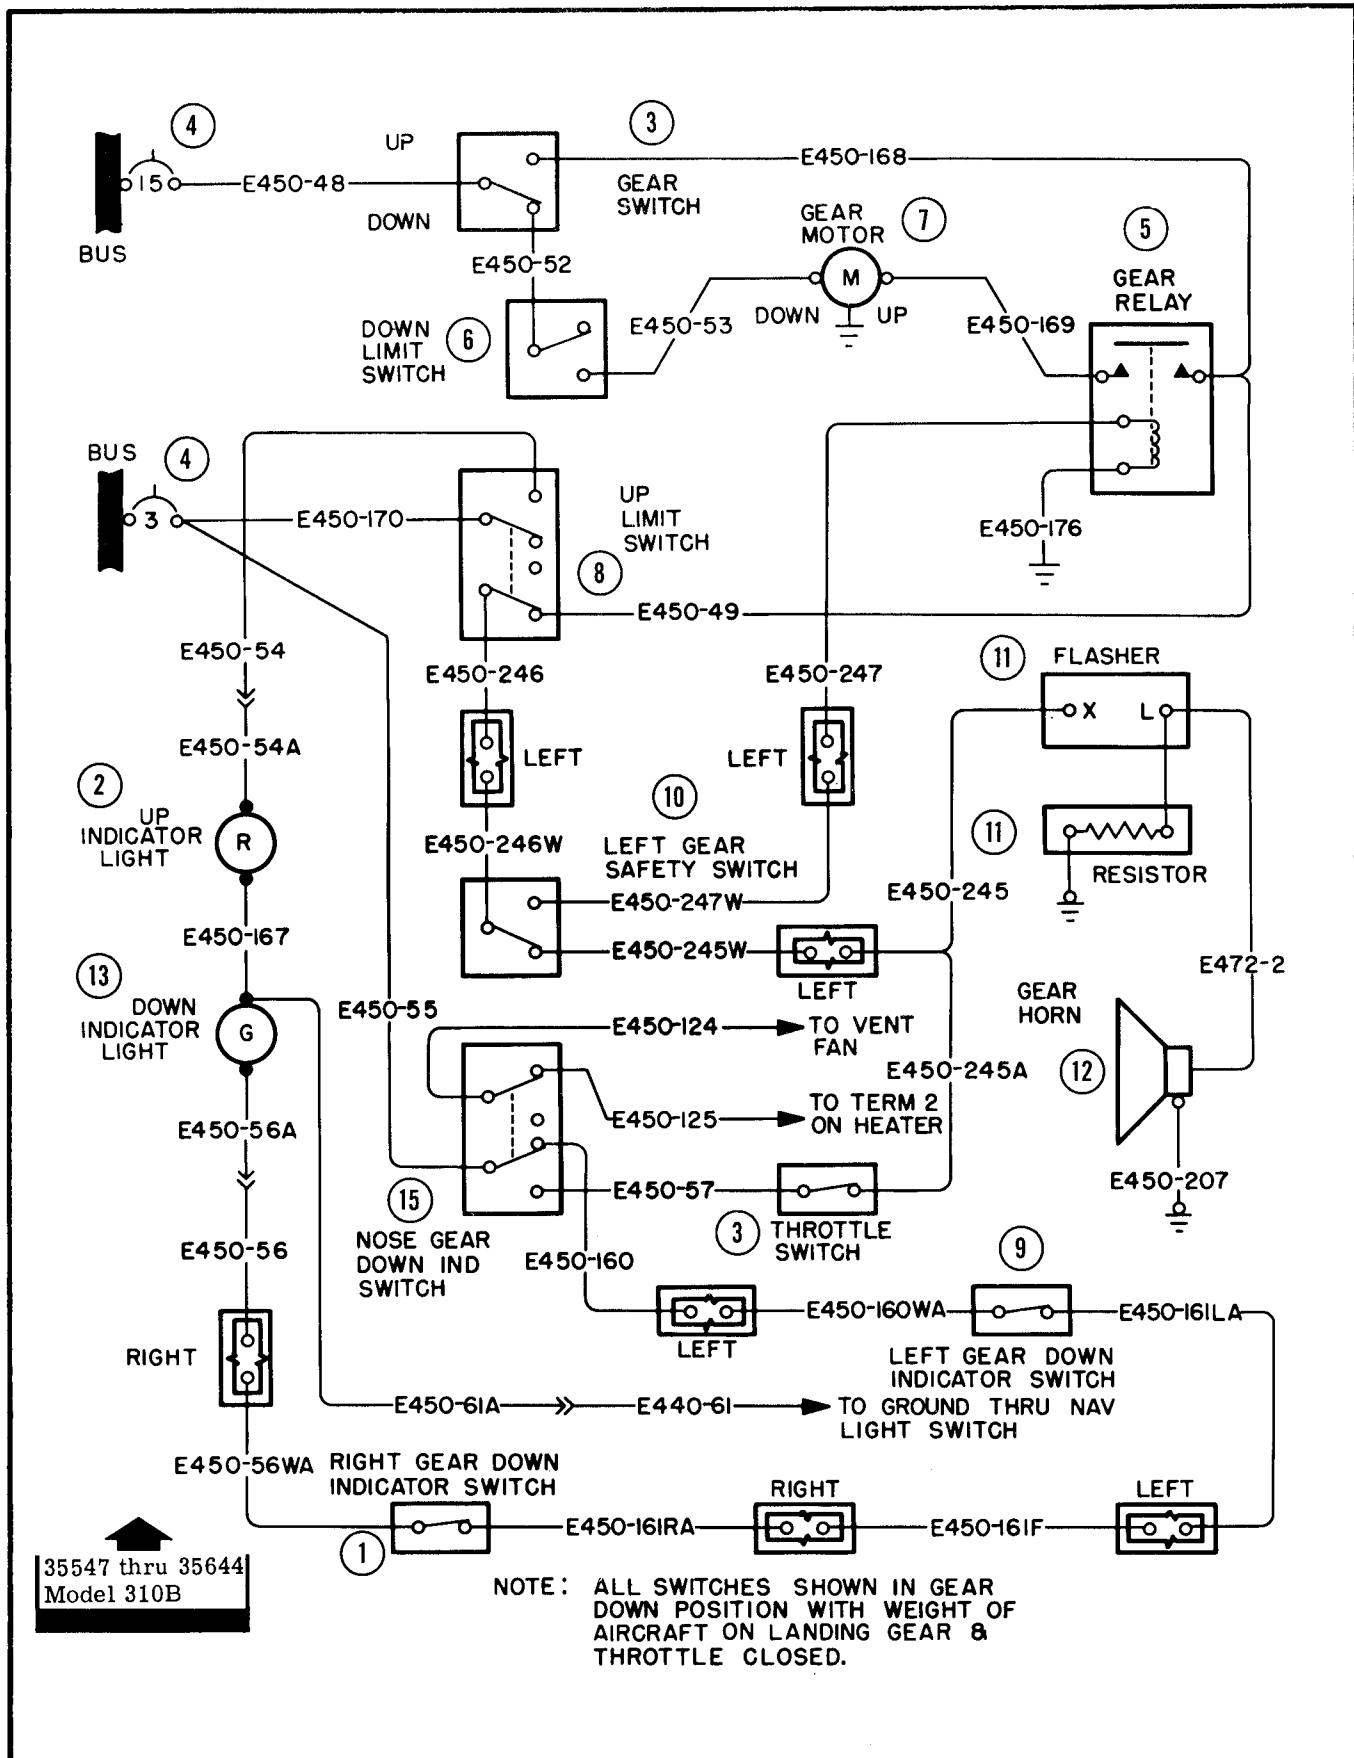 4
3
UP
E450-168
15
E450-48
GEAR
SWITCH
DOWN
BUS
GEAR
MOTOR
7
5
E450-52
M
GEAR
RELAY
DOWN
LIMIT
SWITCH
6
E450-53
DOWN
UP
E450-169
BUS
4
3
E450-170
UP
LIMIT
SWITCH
8
E450-176
E450-49
E450-54
E450-246
E450-247
11
FLASHER
X
L
E450-54A
LEFT
LEFT
2
UP
INDICATOR
LIGHT
R
10
E450-246W
LEFT GEAR
SAFETY SWITCH
11
RESISTOR
E450-247W
E450-245
E450-167
E450-245W
LEFT
E472-2
13
DOWN
INDICATOR
LIGHT
G
E450-55
E450-124
TO VENT
FAN
GEAR
HORN
E450-245A
12
E450-56A
E450-125
TO TERM 2
ON HEATER
E450-57
E450-207
15
NOSE GEAR
DOWN IND
SWITCH
3
THROTTLE
SWITCH
E450-56
E450-160
9
E450-160WA
E450-161LA
RIGHT
LEFT
LEFT GEAR DOWN
INDICATOR SWITCH
E450-61A
E440-61
TO GROUND THRU NAV
LIGHT SWITCH
E450-56WA
RIGHT GEAR DOWN
INDICATOR SWITCH
RIGHT
LEFT
1
E450-161RA
E450-161F
35547 thru 35644
Model 310B
NOTE: ALL SWITCHES SHOWN IN GEAR
DOWN POSITION WITH WEIGHT OF
AIRCRAFT ON LANDING GEAR &
THROTTLE CLOSED.